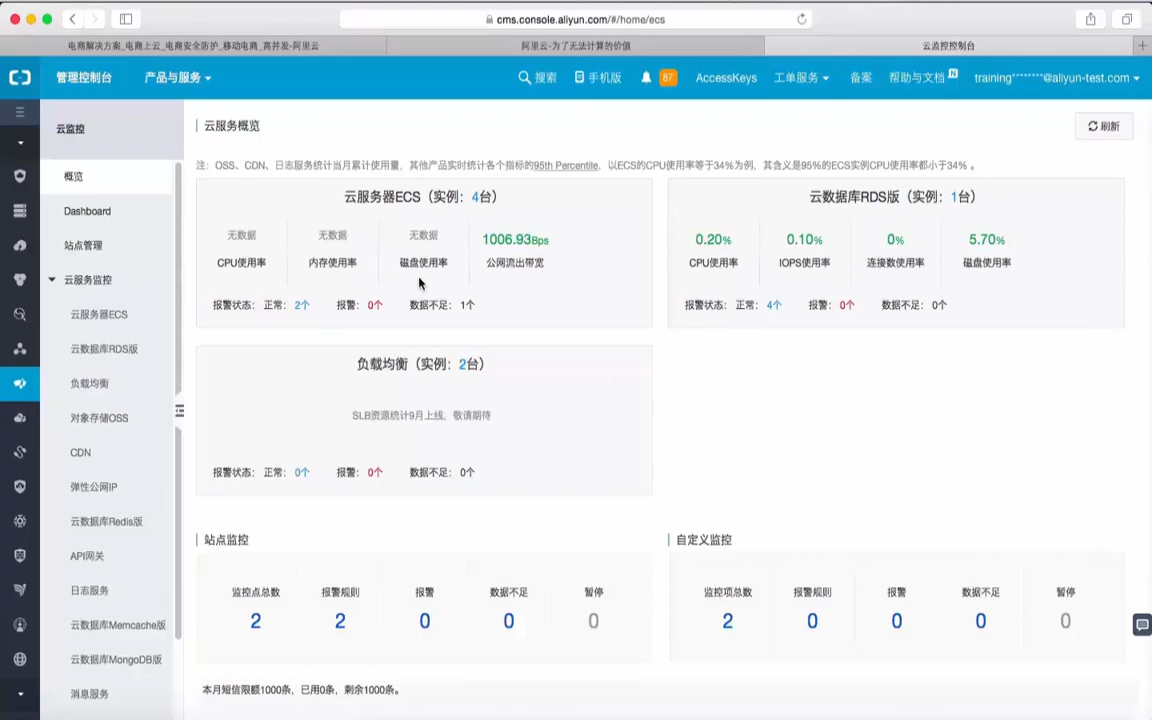 cms.console.aliyun.com/#/home/ecs
电商解决方案_电商上云_电商安全防护_移动电商_高并发-阿里云
阿里云-为了无法计算的价值
云监控控制台
管理控制台
产品与服务
搜索
手机版
87
AccessKeys
工单服务
备案
帮助与文档
N
training*******@aliyun-test.com
云监控
概览
Dashboard
站点管理
云服务监控
云服务器ECS
云数据库RDS版
负载均衡
对象存储OSS
CDN
弹性公网IP
云数据库Redis版
API网关
日志服务
云数据库Memcache版
云数据库MongoDB版
消息服务
云服务概览
刷新
注：OSS、CDN、日志服务统计当月累计使用量，其他产品实时统计各个指标的95th Percentile，以ECS的CPU使用率等于34%为例，其含义是95%的ECS实例CPU使用率都小于34% 。
云服务器ECS（实例：4台）
无数据 无数据 无数据 1006.93Bps
CPU使用率 内存使用率 磁盘使用率 公网流出带宽
报警状态： 正常： 2个 报警： 0个 数据不足： 1个
云数据库RDS版（实例：1台）
0.20% 0.10% 0% 5.70%
CPU使用率 IOPS使用率 连接数使用率 磁盘使用率
报警状态： 正常： 4个 报警： 0个 数据不足： 0个
负载均衡（实例：2台）
SLB资源统计9月上线，敬请期待
报警状态： 正常： 0个 报警： 0个 数据不足： 0个
站点监控
监控点总数 报警规则 报警 数据不足 暂停
2 2 0 0 0
自定义监控
监控项总数 报警规则 报警 数据不足 暂停
2 0 0 0 0
本月短信限额1000条，已用0条，剩余1000条。